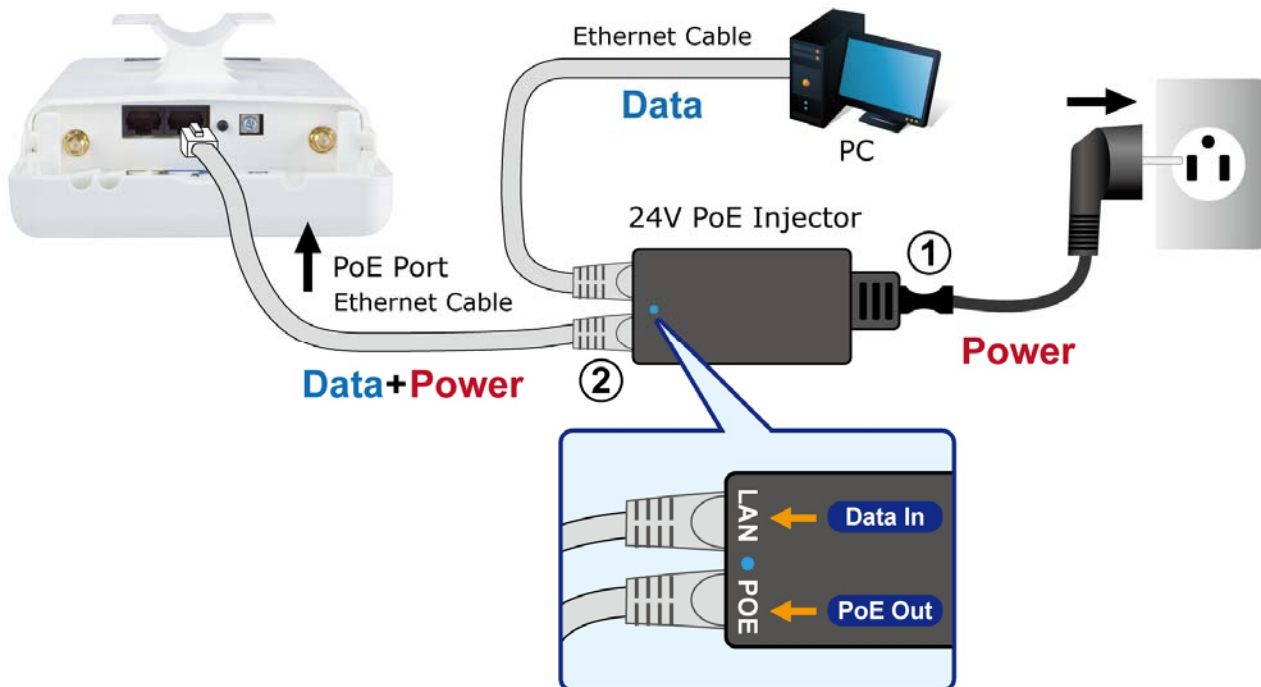 Ethernet Cable
Data
PC
24V PoE Injector
1
PoE Port
Ethernet Cable
Power
Data+Power
2
LAN
Data In
POE
PoE Out